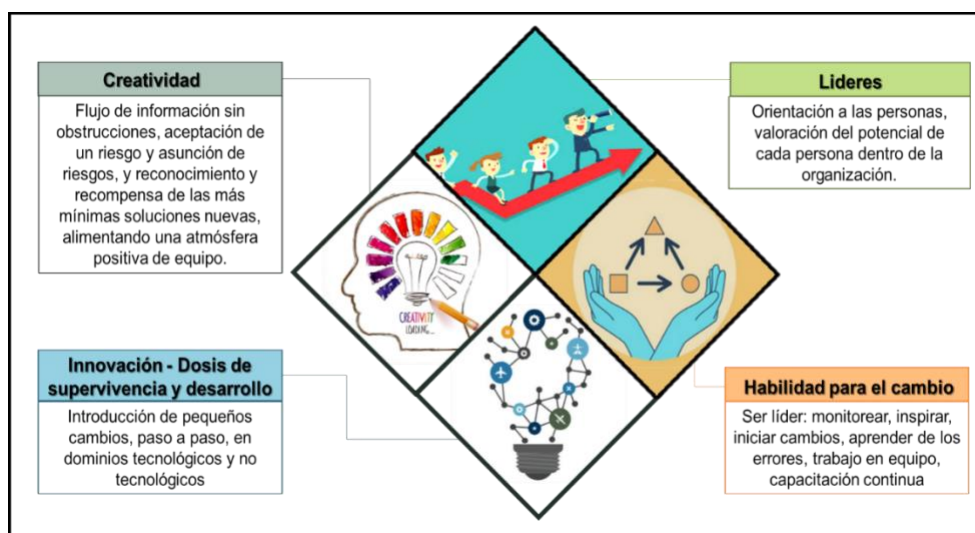 Creatividad
Flujo de información sin
obstrucciones, aceptación de
un riesgo y asunción de
riesgos, y reconocimiento y
recompensa de las más
mínimas soluciones nuevas,
alimentando una atmósfera
positiva de equipo.
Lideres
Orientación a las personas,
valoración del potencial de
cada persona dentro de la
organización.
CREATIVITY
LOADING...
Innovación - Dosis de
supervivencia y desarrollo
Introducción de pequeños
cambios, paso a paso, en
dominios tecnológicos y no
tecnológicos
Habilidad para el cambio
Ser líder: monitorear, inspirar,
iniciar cambios, aprender de los
errores, trabajo en equipo,
capacitación continua